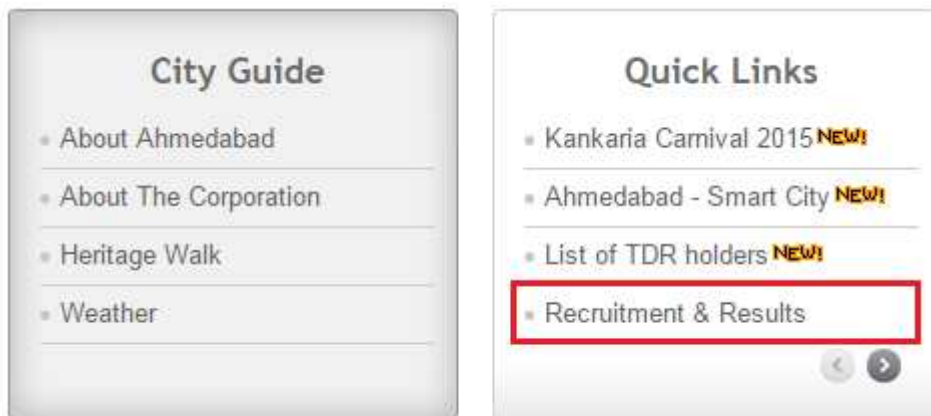 City Guide
About Ahmedabad
About The Corporation
Heritage Walk
Weather
Quick Links
Kankaria Carnival 2015 NEW!
Ahmedabad - Smart City NEW!
List of TDR holders NEW!
Recruitment & Results